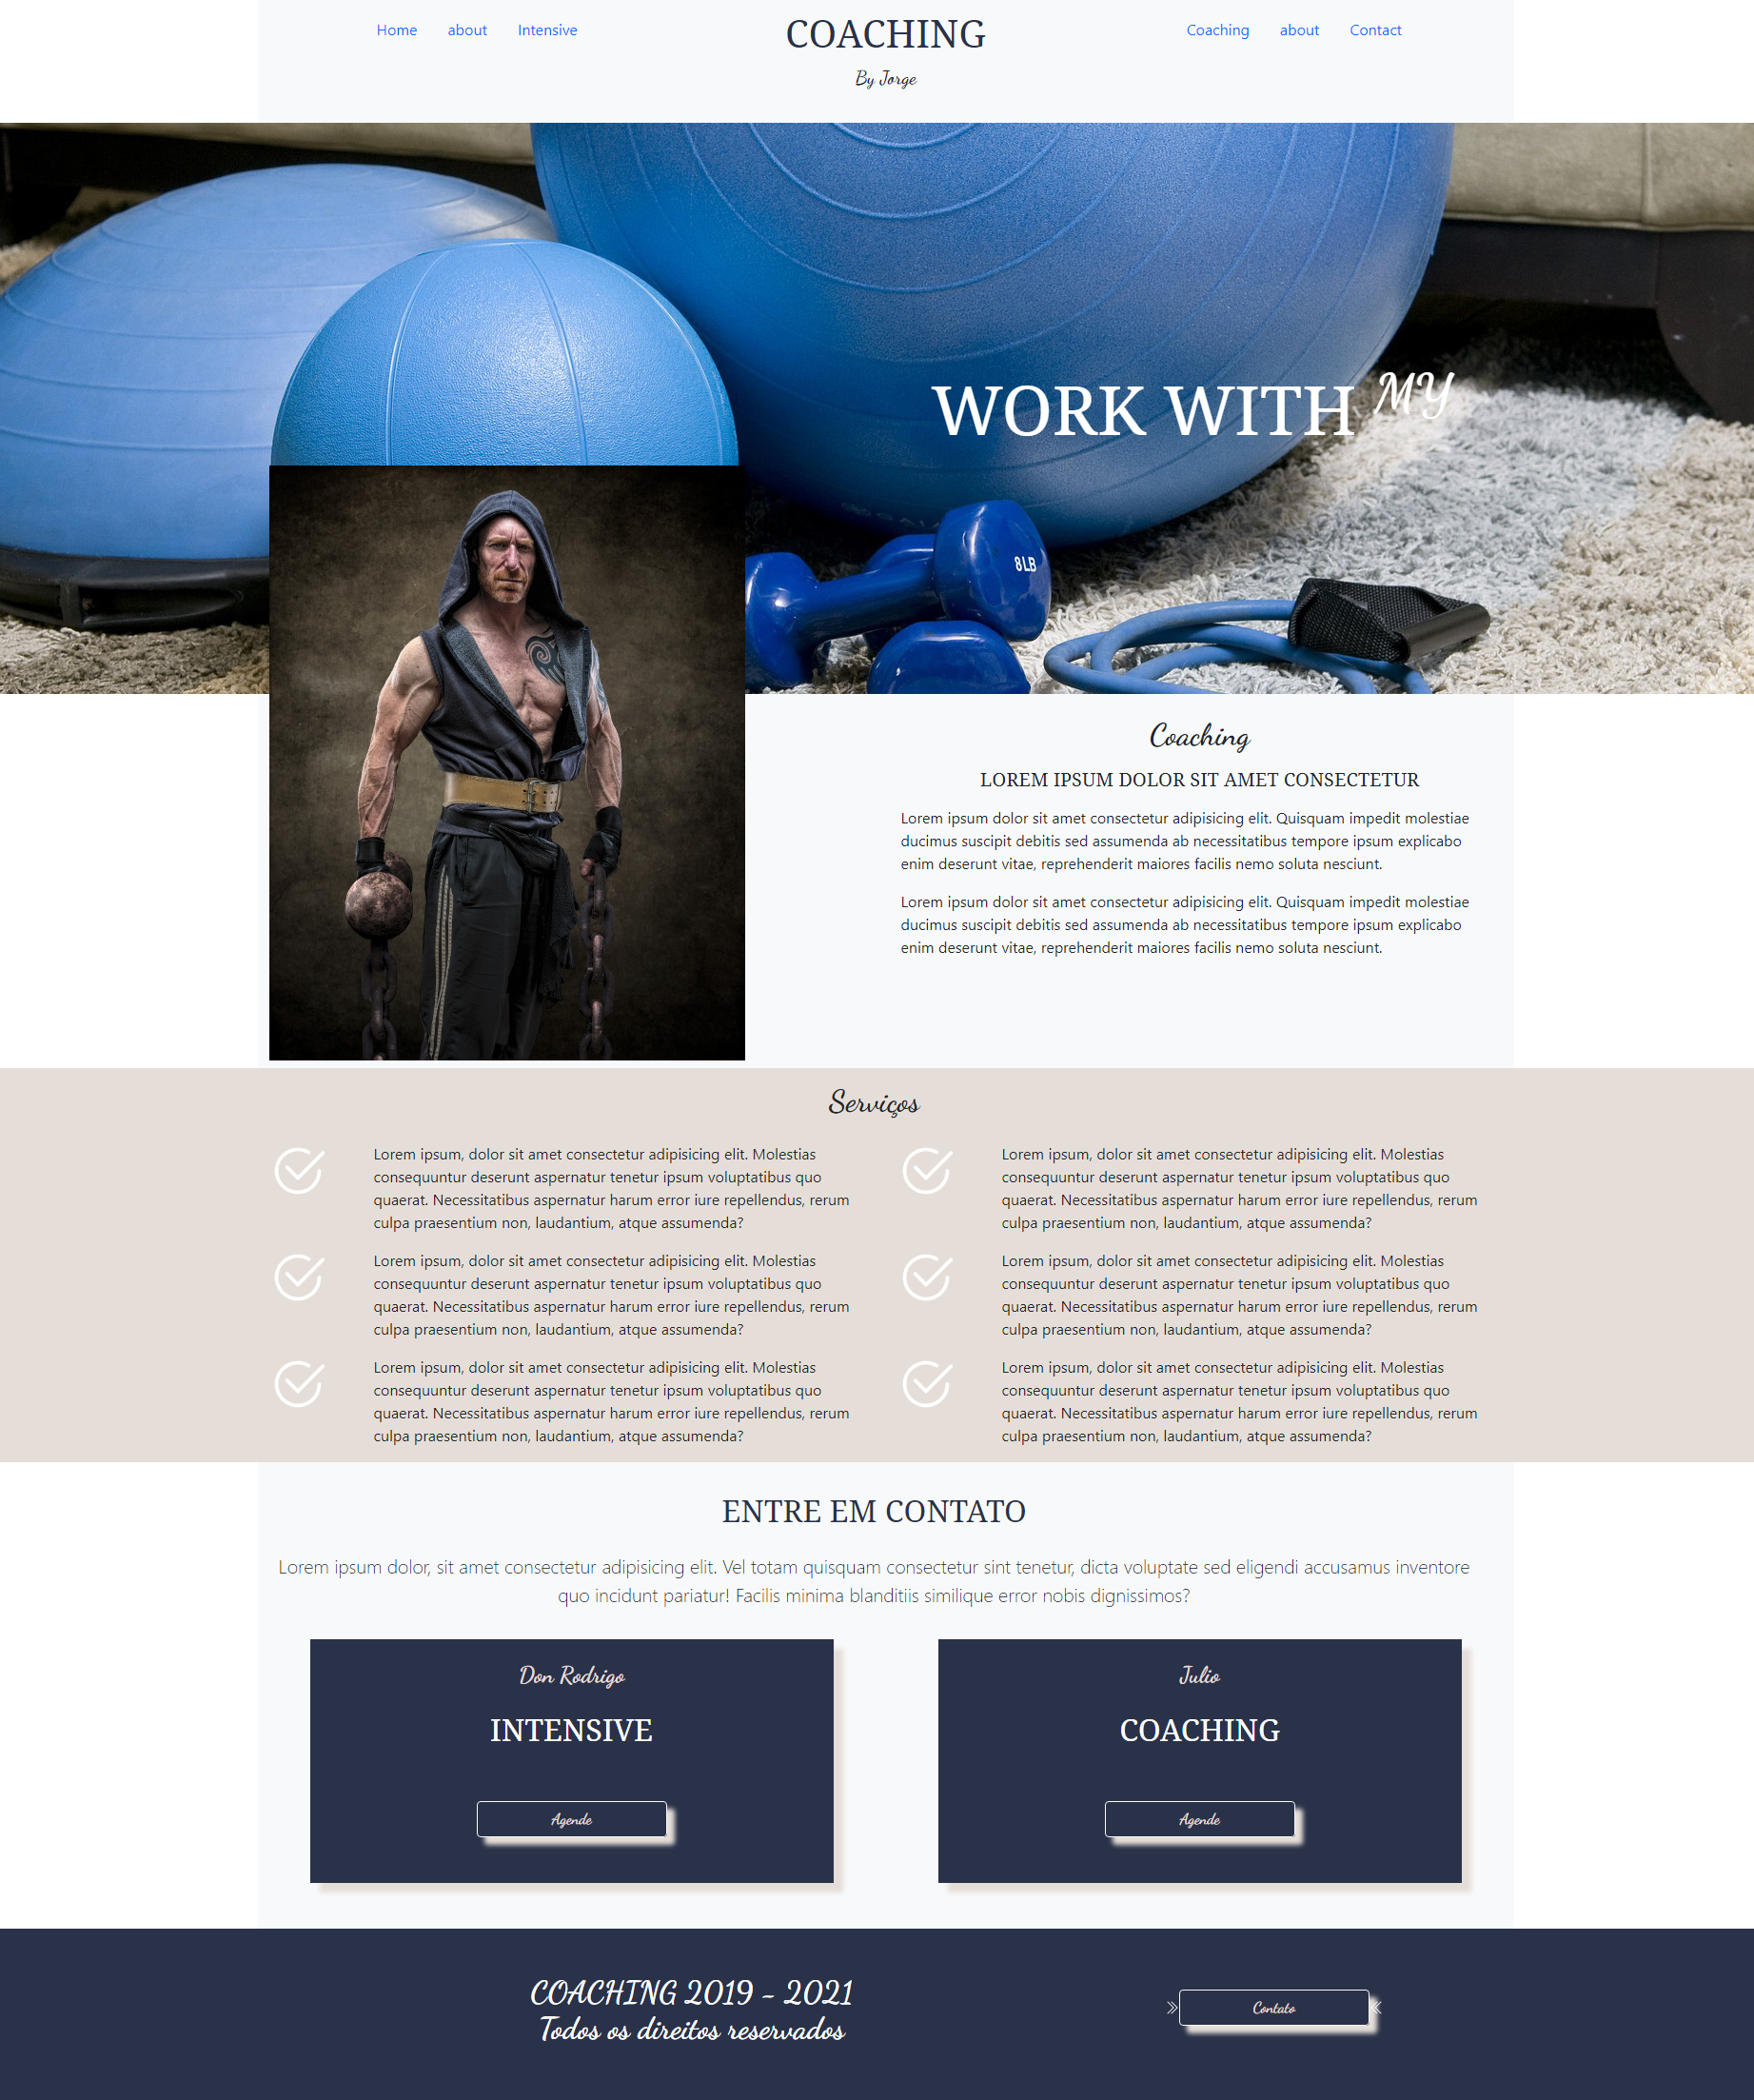 Home about Intensive
COACHING
By Jorge
Coaching about Contact
WORK WITH MY
8LB
Coaching
LOREM IPSUM DOLOR SIT AMET CONSECTETUR
Lorem ipsum dolor sit amet consectetur adipisicing elit. Quisquam impedit molestiae
ducimus suscipit debitis sed assumenda ab necessitatibus tempore ipsum explicabo
enim deserunt vitae, reprehenderit maiores facilis nemo soluta nesciunt.
Lorem ipsum dolor sit amet consectetur adipisicing elit. Quisquam impedit molestiae
ducimus suscipit debitis sed assumenda ab necessitatibus tempore ipsum explicabo
enim deserunt vitae, reprehenderit maiores facilis nemo soluta nesciunt.
Serviços
Lorem ipsum, dolor sit amet consectetur adipisicing elit. Molestias
consequuntur deserunt aspernatur tenetur ipsum voluptatibus quo
quaerat. Necessitatibus aspernatur harum error iure repellendus, rerum
culpa praesentium non, laudantium, atque assumenda?
Lorem ipsum, dolor sit amet consectetur adipisicing elit. Molestias
consequuntur deserunt aspernatur tenetur ipsum voluptatibus quo
quaerat. Necessitatibus aspernatur harum error iure repellendus, rerum
culpa praesentium non, laudantium, atque assumenda?
Lorem ipsum, dolor sit amet consectetur adipisicing elit. Molestias
consequuntur deserunt aspernatur tenetur ipsum voluptatibus quo
quaerat. Necessitatibus aspernatur harum error iure repellendus, rerum
culpa praesentium non, laudantium, atque assumenda?
Lorem ipsum, dolor sit amet consectetur adipisicing elit. Molestias
consequuntur deserunt aspernatur tenetur ipsum voluptatibus quo
quaerat. Necessitatibus aspernatur harum error iure repellendus, rerum
culpa praesentium non, laudantium, atque assumenda?
Lorem ipsum, dolor sit amet consectetur adipisicing elit. Molestias
consequuntur deserunt aspernatur tenetur ipsum voluptatibus quo
quaerat. Necessitatibus aspernatur harum error iure repellendus, rerum
culpa praesentium non, laudantium, atque assumenda?
Lorem ipsum, dolor sit amet consectetur adipisicing elit. Molestias
consequuntur deserunt aspernatur tenetur ipsum voluptatibus quo
quaerat. Necessitatibus aspernatur harum error iure repellendus, rerum
culpa praesentium non, laudantium, atque assumenda?
ENTRE EM CONTATO
Lorem ipsum dolor, sit amet consectetur adipisicing elit. Vel totam quisquam consectetur sint tenetur, dicta voluptate sed eligendi accusamus inventore
quo incidunt pariatur! Facilis minima blanditiis similique error nobis dignissimos?
Don Rodrigo
INTENSIVE
Agende
Julio
COACHING
Agende
COACHING 2019 - 2021
Todos os direitos reservados
Contato